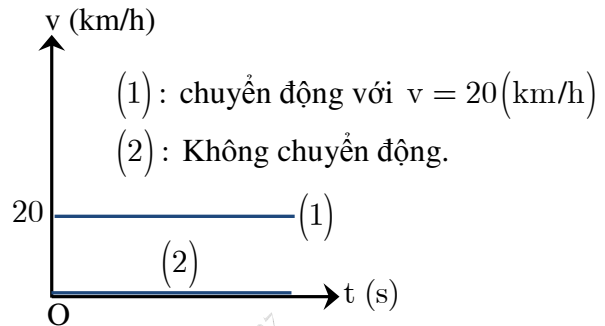 v (km/h)
(1) : chuyển động với v = 20(km/h)
(2) : Không chuyển động.
20
(1)
(2)
t (s)
O